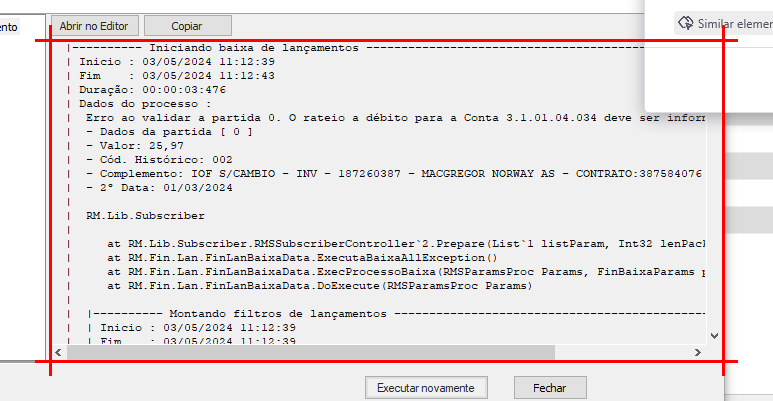 ento
Abrir no Editor
Copiar
Similar elemen
|---------- Iniciando baixa de lançamentos ------------------------------------------------
| Inicio : 03/05/2024 11:12:39
| Fim    : 03/05/2024 11:12:43
| Duração: 00:00:03:476
| Dados do processo :
|  Erro ao validar a partida 0. O rateio a débito para a Conta 3.1.01.04.034 deve ser inform
|  - Dados da partida [ 0 ]
|  - Valor: 25,97
|  - Cód. Histórico: 002
|  - Complemento: IOF S/CAMBIO - INV - 187260387 - MACGREGOR NORWAY AS - CONTRATO:387584076
|  - 2º Data: 01/03/2024
|
|  RM.Lib.Subscriber
|
|     at RM.Lib.Subscriber.RMSSubscriberController`2.Prepare(List`1 listParam, Int32 lenPack
|     at RM.Fin.Lan.FinLanBaixaData.ExecutaBaixaAllException()
|     at RM.Fin.Lan.FinLanBaixaData.ExecProcessoBaixa(RMSParamsProc Params, FinBaixaParams p
|     at RM.Fin.Lan.FinLanBaixaData.DoExecute(RMSParamsProc Params)
|
|  |---------- Montando filtros de lançamentos ---------------------------------------------
|  | Inicio : 03/05/2024 11:12:39
|  | Fim    : 03/05/2024 11:12:39
Executar novamente
Fechar